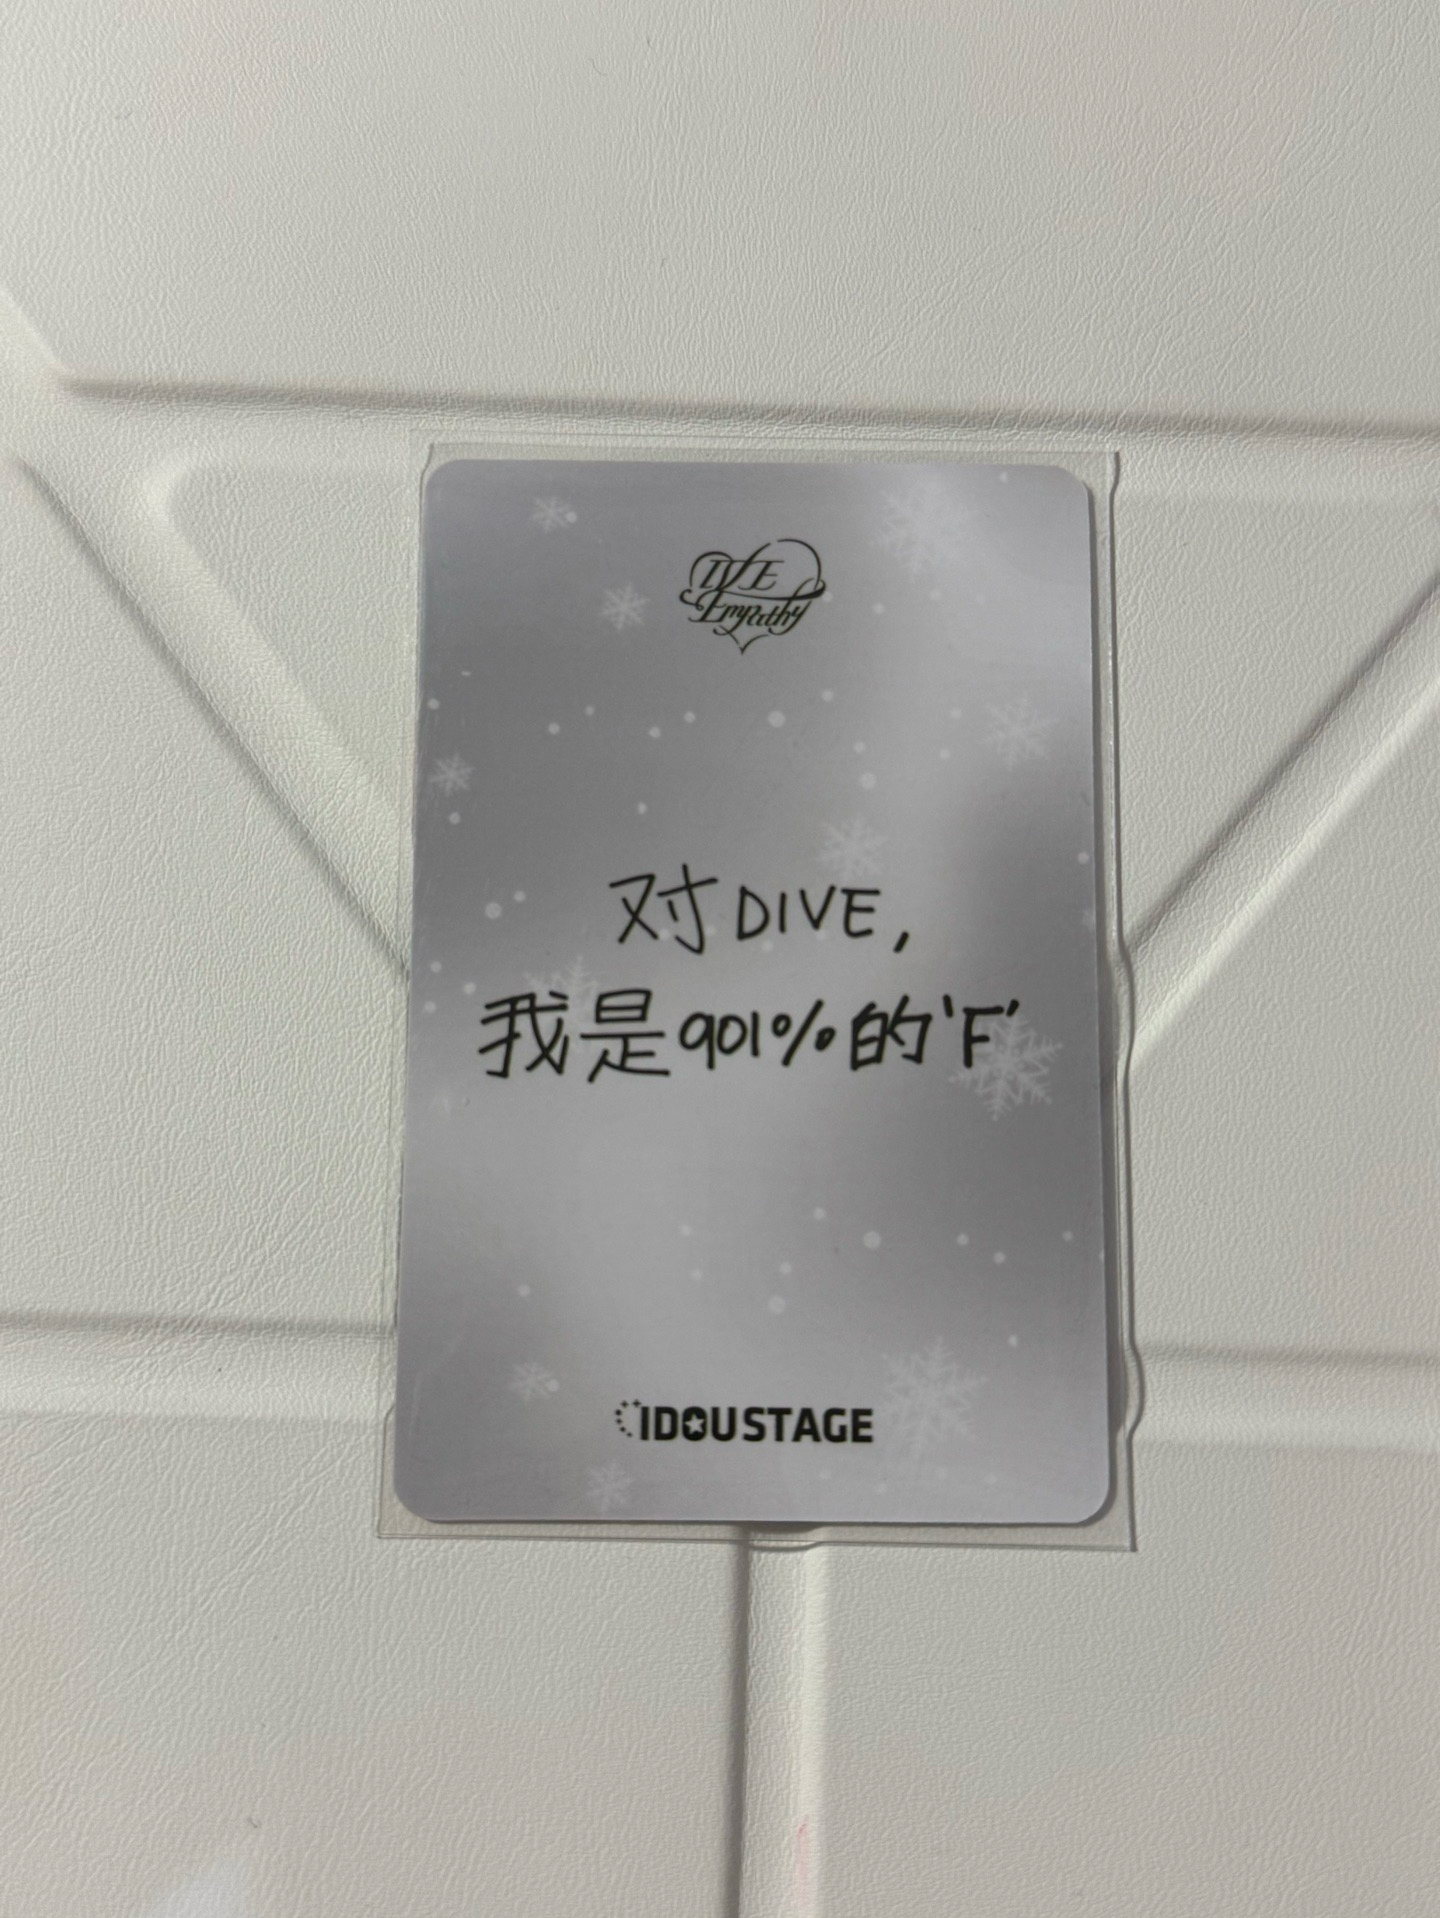 IVE
Empathy
对DIVE,
我是901%的‘F’
IDOUSTAGE